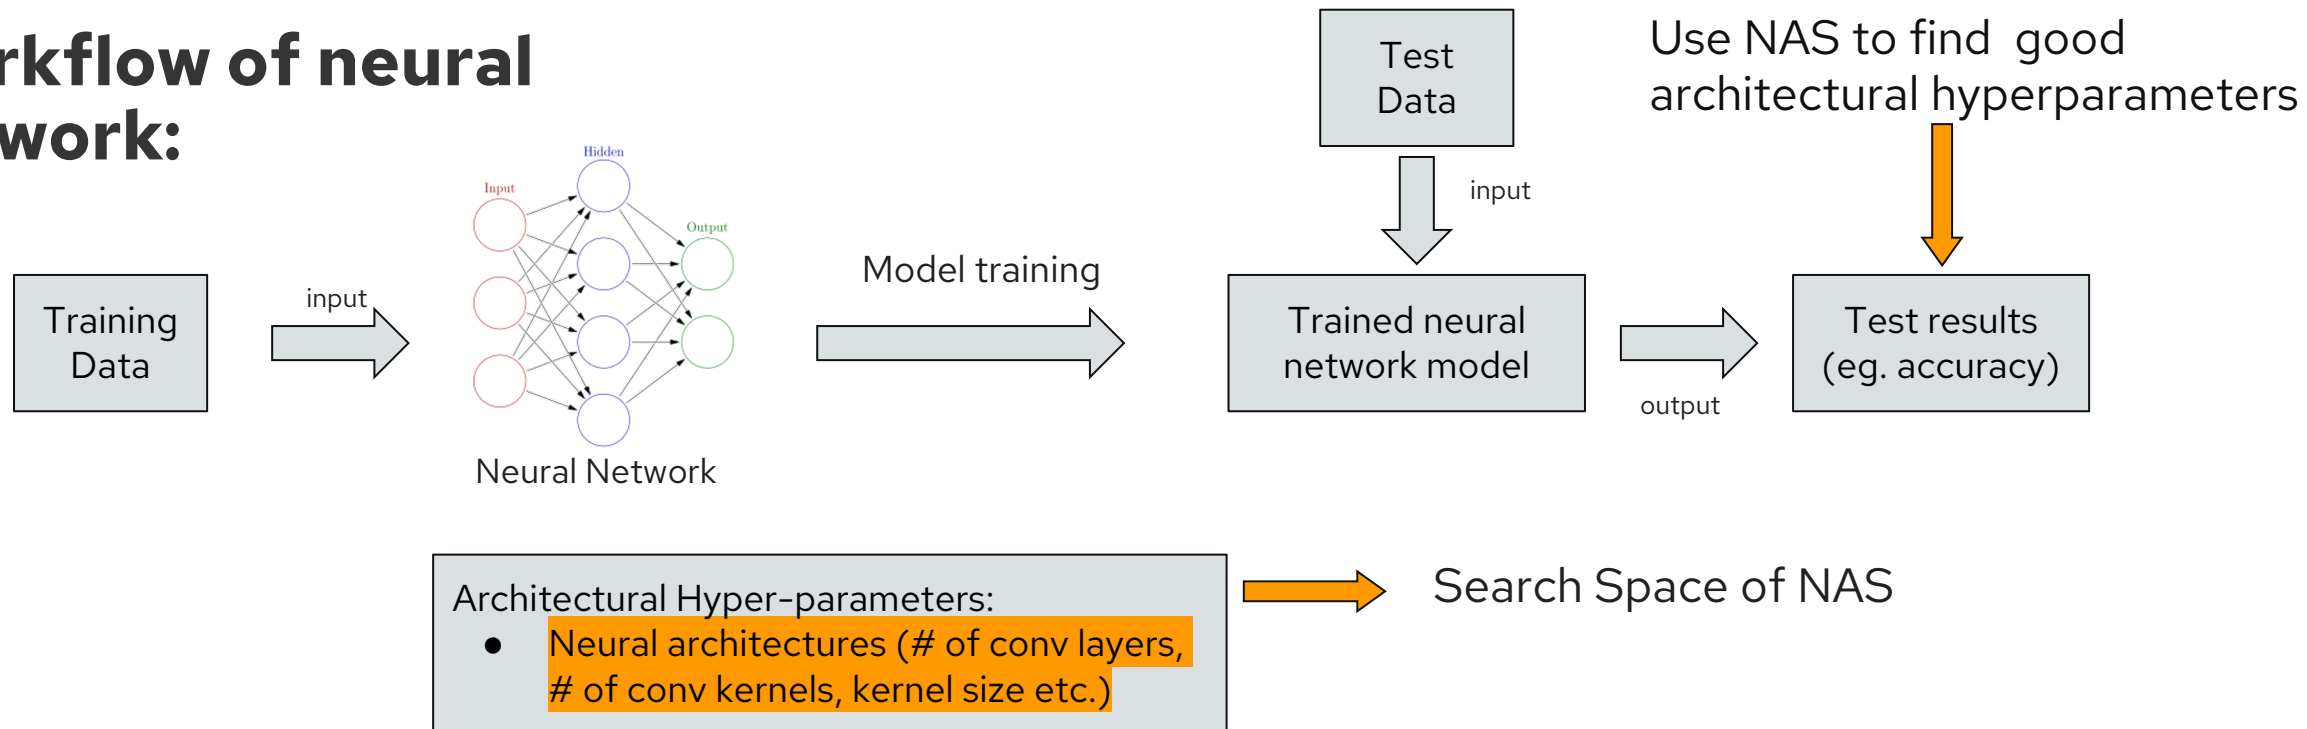 rkflow of neural
work:
Test
Data
Use NAS to find  good
architectural hyperparameters
input
Hidden
Input
Output
Training
Data
input
Model training
Trained neural
network model
output
Test results
(eg. accuracy)
Neural Network
Architectural Hyper-parameters:
● Neural architectures (# of conv layers,
# of conv kernels, kernel size etc.)
Search Space of NAS